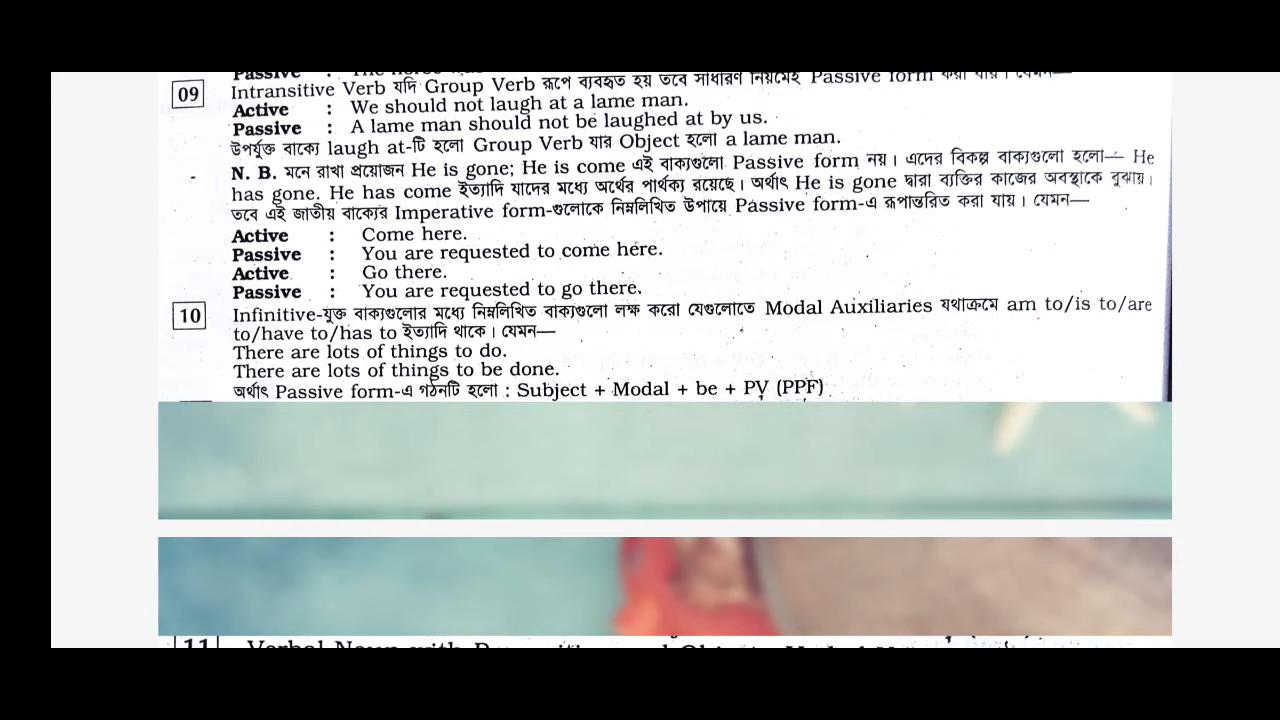 Passive :
09 Intransitive Verb যদি Group Verb রূপে ব্যবহৃত হয় তবে সাধারণ নিয়মেই Passive form করা যায়। যেমন—
Active : We should not laugh at a lame man.
Passive : A lame man should not be laughed at by us.
উপর্যুক্ত বাক্যে laugh at-টি হলো Group Verb যার Object হলো a lame man.
N. B. মনে রাখা প্রয়োজন He is gone; He is come এই বাক্যগুলো Passive form নয়। এদের বিকল্প বাক্যগুলো হলো— He
has gone. He has come ইত্যাদি যাদের মধ্যে অর্থের পার্থক্য রয়েছে। অর্থাৎ He is gone দ্বারা ব্যক্তির কাজের অবস্থাকে বুঝায়।
তবে এই জাতীয় বাক্যের Imperative form-গুলোকে নিম্নলিখিত উপায়ে Passive form-এ রূপান্তরিত করা যায়। যেমন—
Active : Come here.
Passive : You are requested to come here.
Active : Go there.
Passive : You are requested to go there.
10 Infinitive-যুক্ত বাক্যগুলোর মধ্যে নিম্নলিখিত বাক্যগুলো লক্ষ করো যেগুলোতে Modal Auxiliaries যথাক্রমে am to/is to/are
to/have to/has to ইত্যাদি থাকে। যেমন—
There are lots of things to do.
There are lots of things to be done.
অর্থাৎ Passive form-এ গঠনটি হলো : Subject + Modal + be + PV (PPF)
11 Verbal Noun with